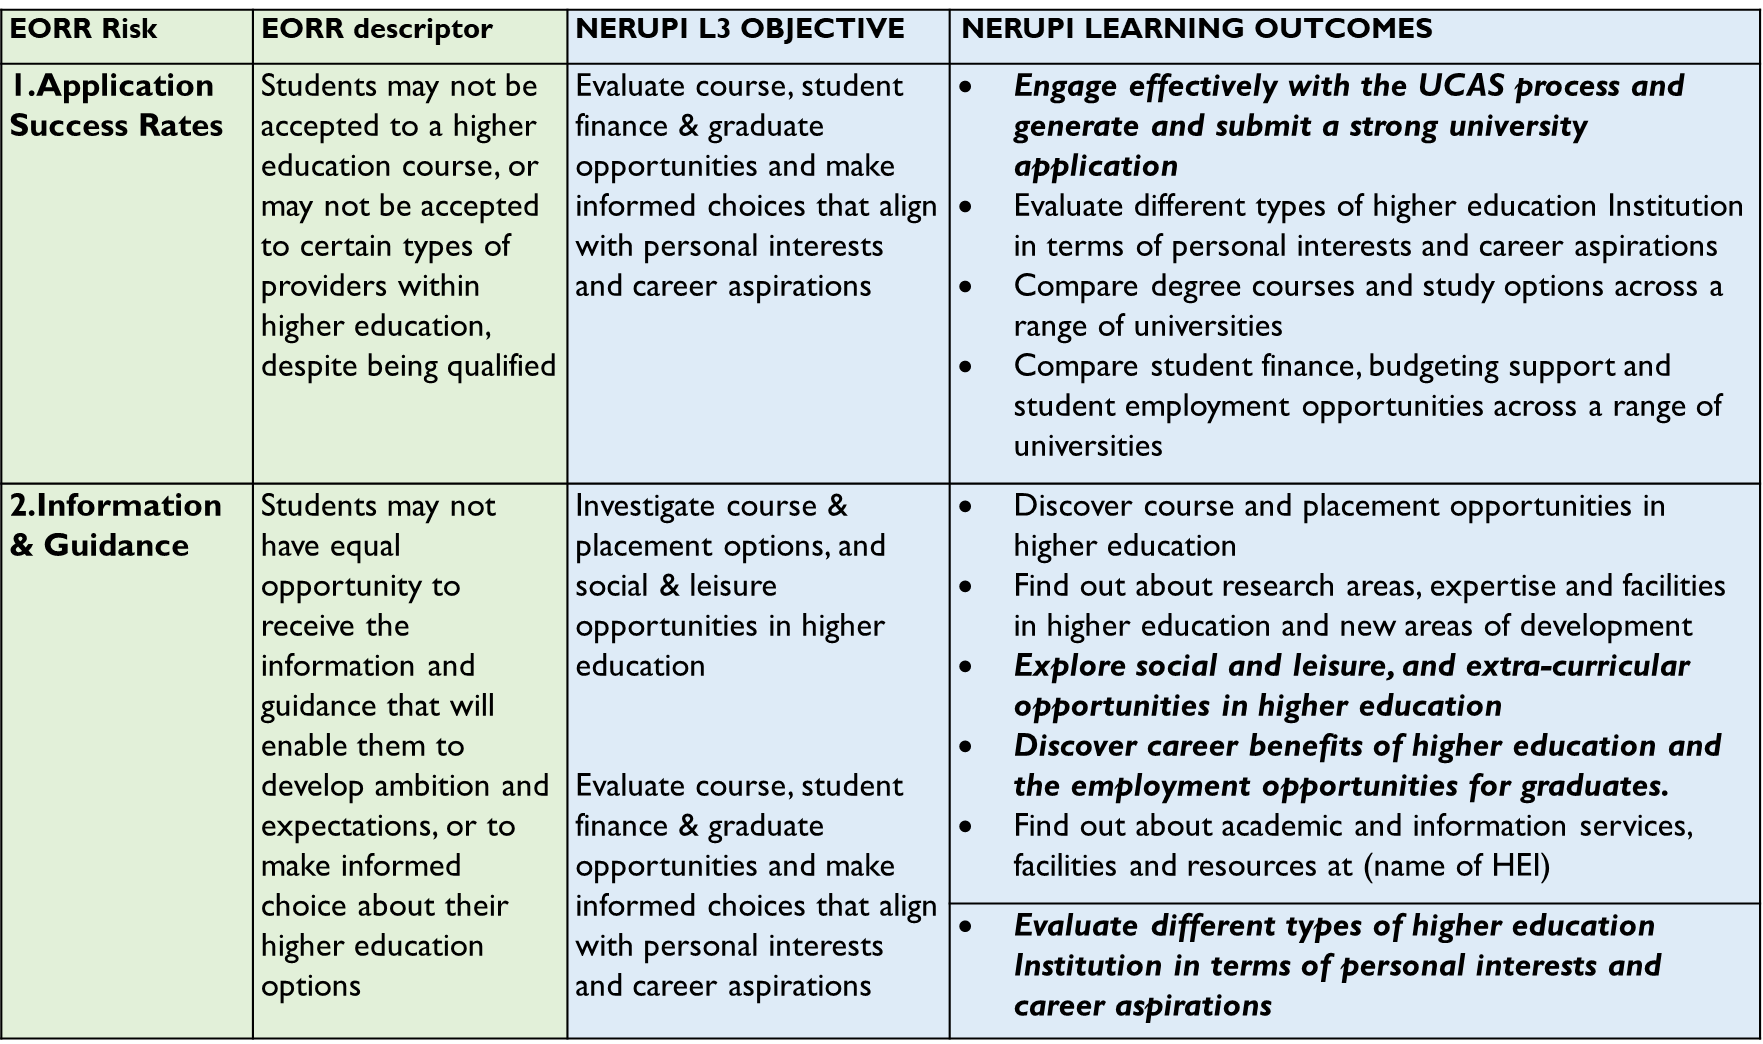 EORR Risk
EORR descriptor
NERUPI L3 OBJECTIVE
NERUPI LEARNING OUTCOMES
1.Application
Success Rates
Students may not be
accepted to a higher
education course, or
may not be accepted
to certain types of
providers within
higher education,
despite being qualified
Evaluate course, student
finance & graduate
opportunities and make
informed choices that align
with personal interests
and career aspirations
• Engage effectively with the UCAS process and
generate and submit a strong university
application
• Evaluate different types of higher education Institution
in terms of personal interests and career aspirations
• Compare degree courses and study options across a
range of universities
• Compare student finance, budgeting support and
student employment opportunities across a range of
universities
2.Information
& Guidance
Students may not
have equal
opportunity to
receive the
information and
guidance that will
enable them to
develop ambition and
expectations, or to
make informed
choice about their
higher education
options
Investigate course &
placement options, and
social & leisure
opportunities in higher
education
Evaluate course, student
finance & graduate
opportunities and make
informed choices that align
with personal interests
and career aspirations
• Discover course and placement opportunities in
higher education
• Find out about research areas, expertise and facilities
in higher education and new areas of development
• Explore social and leisure, and extra-curricular
opportunities in higher education
• Discover career benefits of higher education and
the employment opportunities for graduates.
• Find out about academic and information services,
facilities and resources at (name of HEI)
• Evaluate different types of higher education
Institution in terms of personal interests and
career aspirations